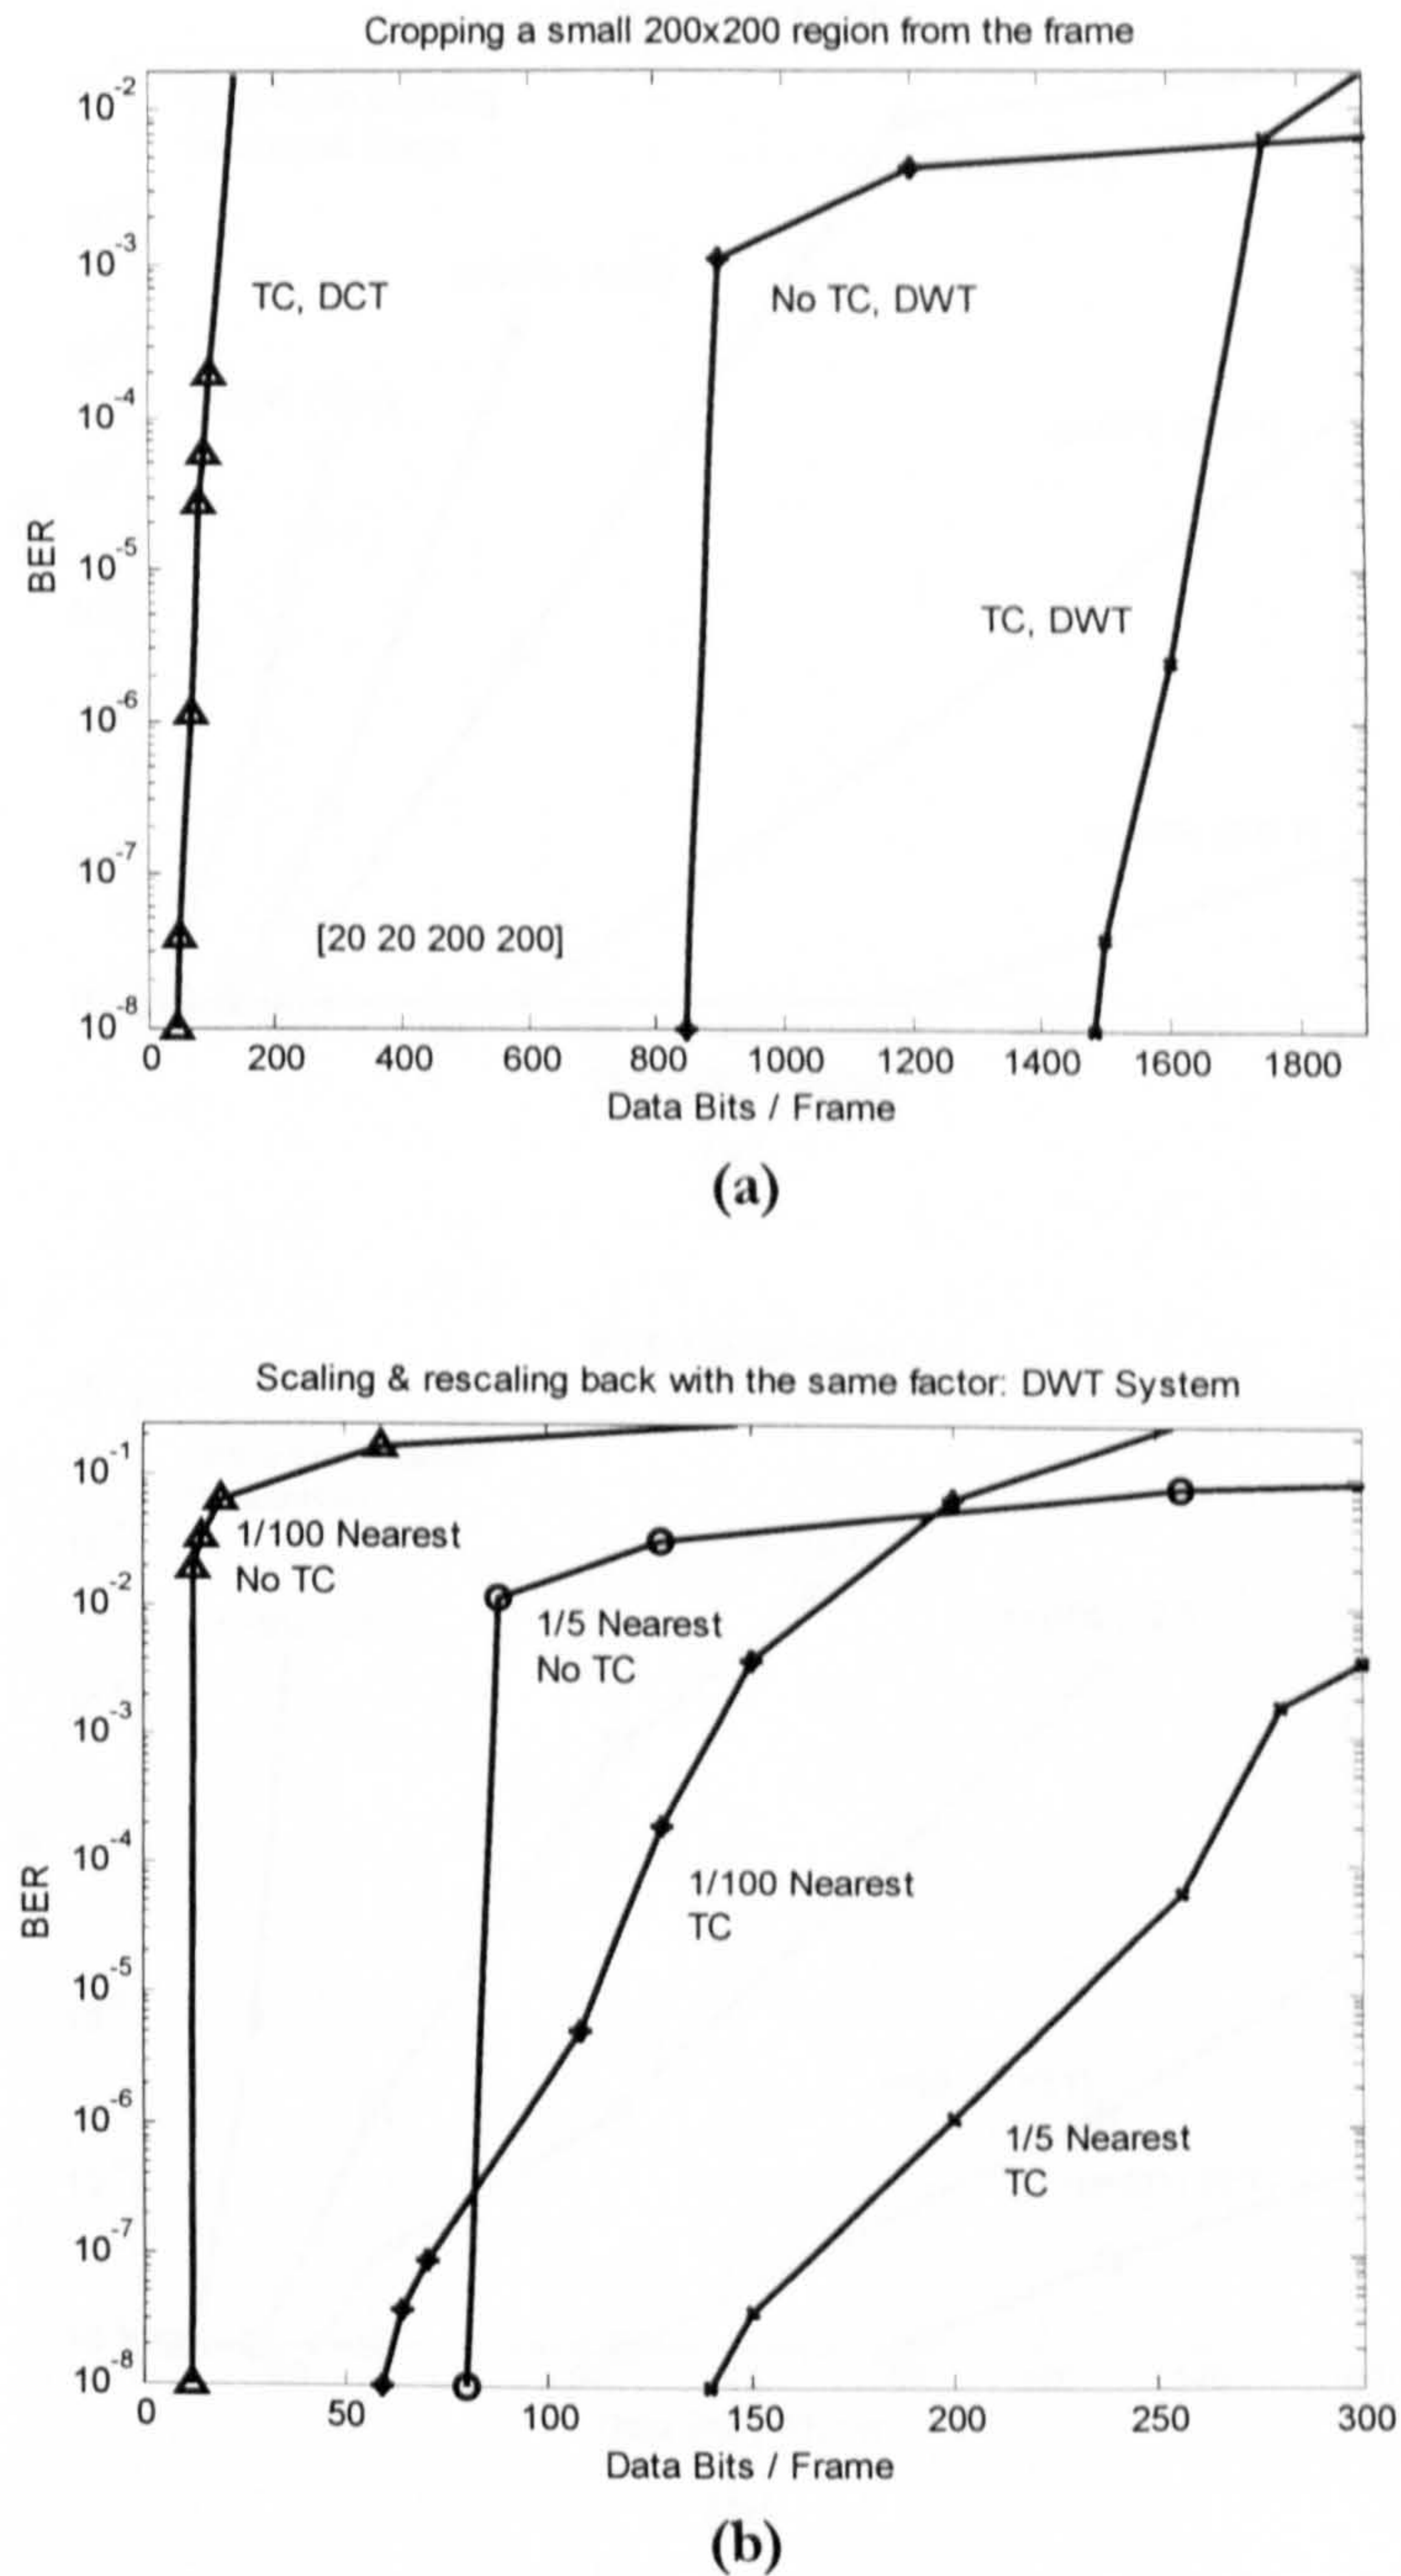 Cropping a small 200x200 region from the frame
10-2
10-3
10-4
10-5
10-6
10-7
10-8
BER
TC, DCT
No TC, DWT
TC, DWT
[20 20 200 200]
0 200 400 600 800 1000 1200 1400 1600 1800
Data Bits / Frame
(a)
Scaling & rescaling back with the same factor: DWT System
10-1
10-2
10-3
10-4
10-5
10-6
10-7
10-8
BER
1/100 Nearest
No TC
1/5 Nearest
No TC
1/100 Nearest
TC
1/5 Nearest
TC
0 50 100 150 200 250 300
Data Bits / Frame
(b)